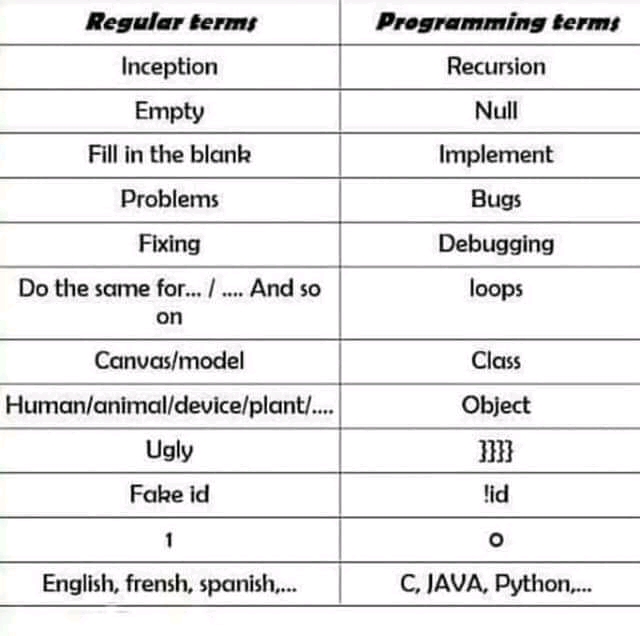 Regular terms Programming terms
Inception Recursion
Empty Null
Fill in the blank Implement
Problems Bugs
Fixing Debugging
Do the same for... / .... And so loops
on
Canvas/model Class
Human/animal/device/plant/.... Object
Ugly }}}}
Fake id !id
1 0
English, frensh, spanish,... C, JAVA, Python,...